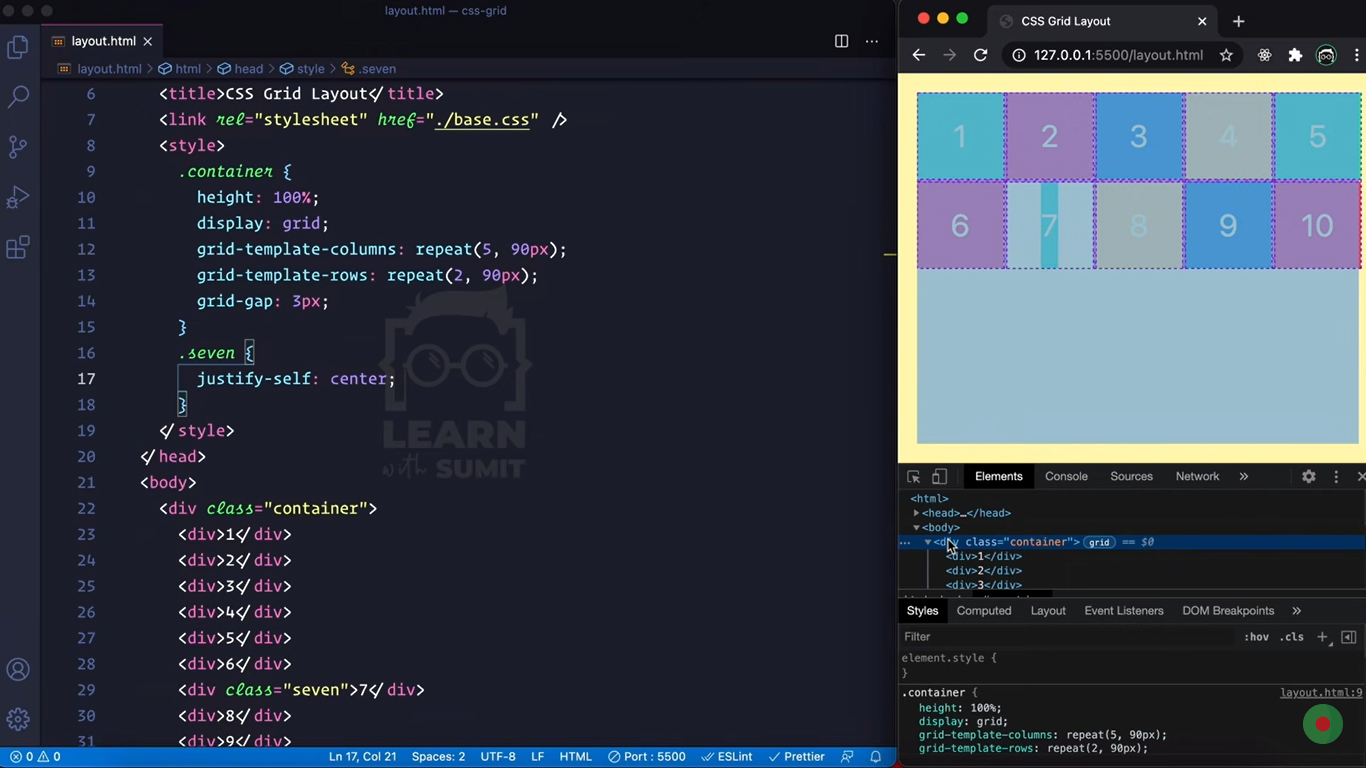 layout.html — css-grid
layout.html
layout.html > html > head > style > .seven
6 <title>CSS Grid Layout</title>
7 <link rel="stylesheet" href="./base.css" />
8 <style>
9 .container {
10 height: 100%;
11 display: grid;
12 grid-template-columns: repeat(5, 90px);
13 grid-template-rows: repeat(2, 90px);
14 grid-gap: 3px;
15 }
16 .seven {
17 justify-self: center;
18 }
19 </style>
20 </head>
21 <body>
22 <div class="container">
23 <div>1</div>
24 <div>2</div>
25 <div>3</div>
26 <div>4</div>
27 <div>5</div>
28 <div>6</div>
29 <div class="seven">7</div>
30 <div>8</div>
31 <div>9</div>
LEARN
with SUMIT
0 0 Ln 17, Col 21 Spaces: 2 UTF-8 LF HTML Port : 5500 ESLint Prettier
CSS Grid Layout
127.0.0.1:5500/layout.html
1 2 3 4 5
6 7 8 9 10
Elements Console Sources Network »
<html>
<head>…</head>
<body>
… <div class="container"> grid == $0
<div>1</div>
<div>2</div>
<div>3</div>
Styles Computed Layout Event Listeners DOM Breakpoints »
Filter :hov .cls +
element.style {
}
.container { layout.html:9
height: 100%;
display: grid;
grid-template-columns: repeat(5, 90px);
grid-template-rows: repeat(2, 90px);